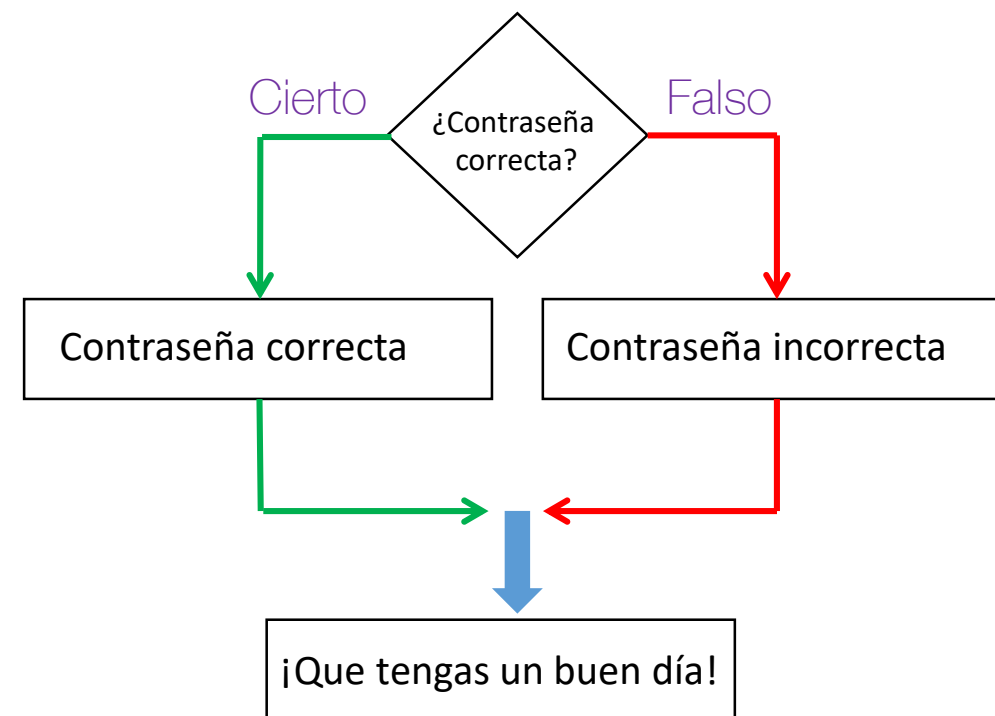 Cierto
Falso
¿Contraseña
correcta?
Contraseña correcta
Contraseña incorrecta
¡Que tengas un buen día!